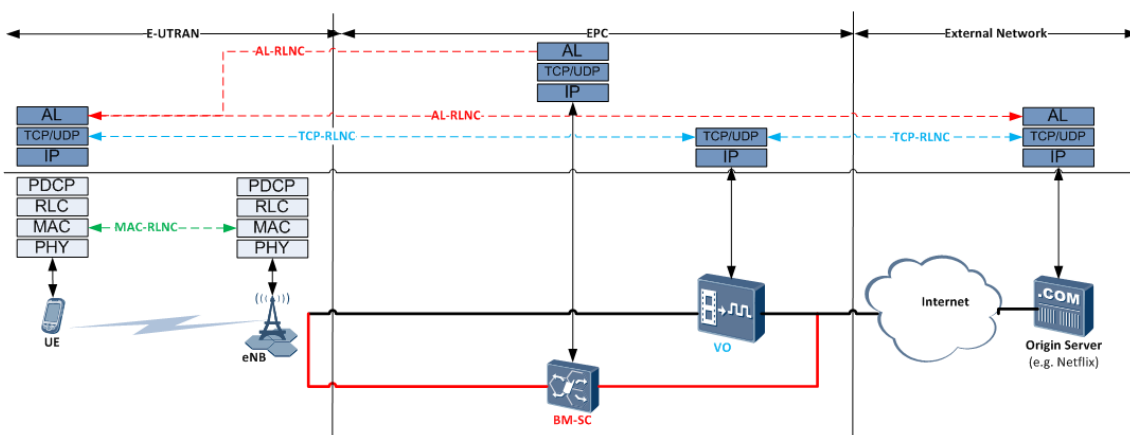 E-UTRAN
EPC
External Network
AL-RLNC
AL
TCP/UDP
IP
AL
TCP/UDP
IP
AL-RLNC
TCP-RLNC
TCP/UDP
IP
TCP-RLNC
AL
TCP/UDP
IP
PDCP
RLC
MAC
PHY
MAC-RLNC
PDCP
RLC
MAC
PHY
UE
eNB
VO
BM-SC
Internet
.COM
Origin Server
(e.g. Netflix)